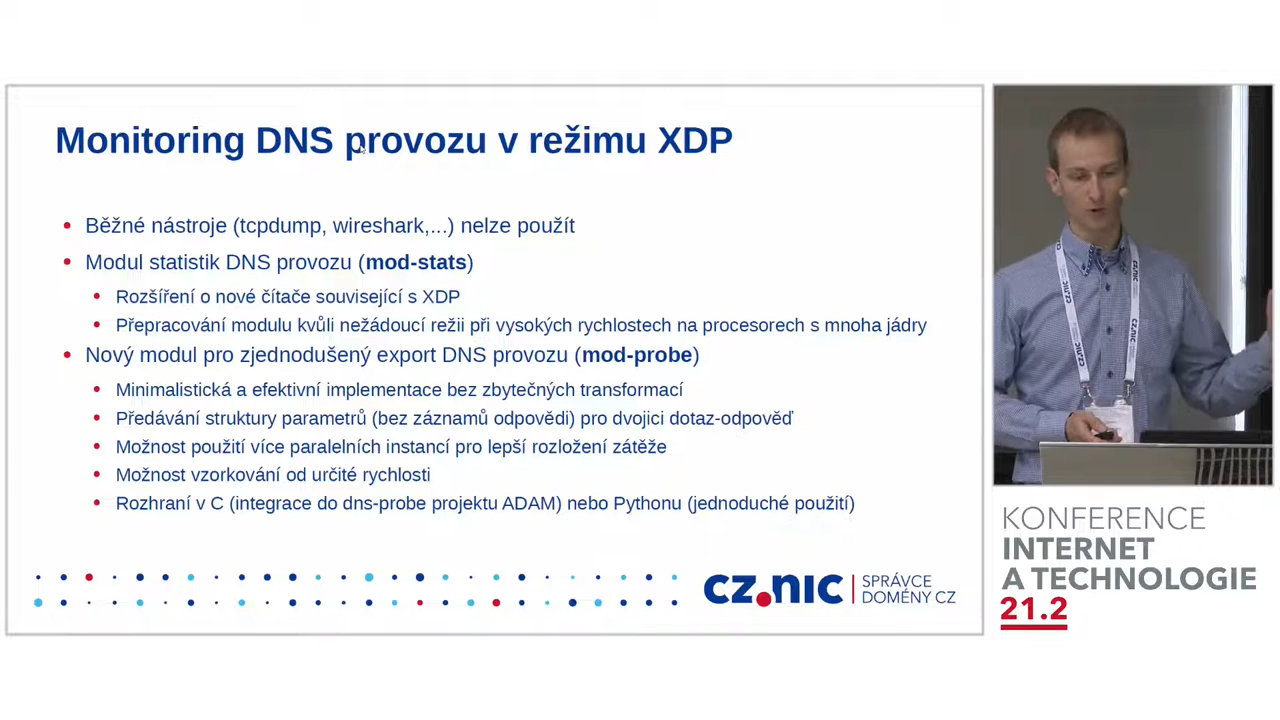 Monitoring DNS provozu v režimu XDP
Běžné nástroje (tcpdump, wireshark,...) nelze použít
Modul statistik DNS provozu (mod-stats)
Rozšíření o nové čítače související s XDP
Přepracování modulu kvůli nežádoucí režii při vysokých rychlostech na procesorech s mnoha jádry
Nový modul pro zjednodušený export DNS provozu (mod-probe)
Minimalistická a efektivní implementace bez zbytečných transformací
Předávání struktury parametrů (bez záznamů odpovědi) pro dvojici dotaz-odpověď
Možnost použití více paralelních instancí pro lepší rozložení zátěže
Možnost vzorkování od určité rychlosti
Rozhraní v C (integrace do dns-probe projektu ADAM) nebo Pythonu (jednoduché použití)
cz.nic
SPRÁVCE
DOMÉNY CZ
KONFERENCE
INTERNET
A TECHNOLOGIE
21.2